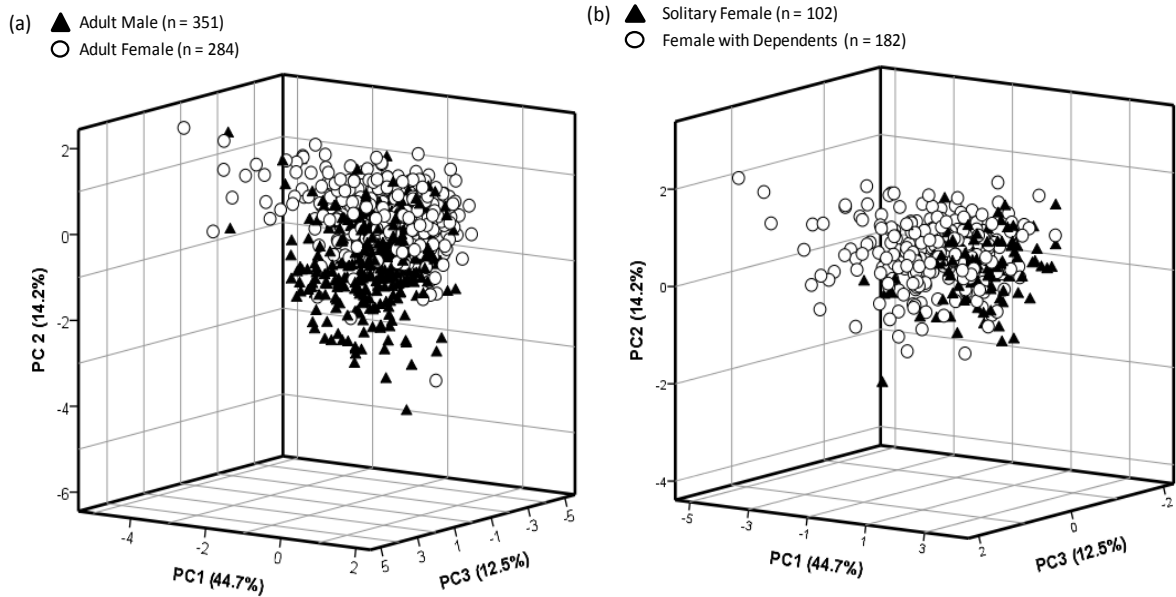 (a) ▲ Adult Male (n = 351)
○ Adult Female (n = 284)
2
0
-2
-4
-6
PC 2 (14.2%)
-4
-2
0
2
PC1 (44.7%)
5
3
1
-1
-3
-5
PC3 (12.5%)
(b) ▲ Solitary Female (n = 102)
○ Female with Dependents (n = 182)
2
0
-2
-4
PC2 (14.2%)
-5
-3
-1
1
3
PC1 (44.7%)
2
0
-2
PC3 (12.5%)